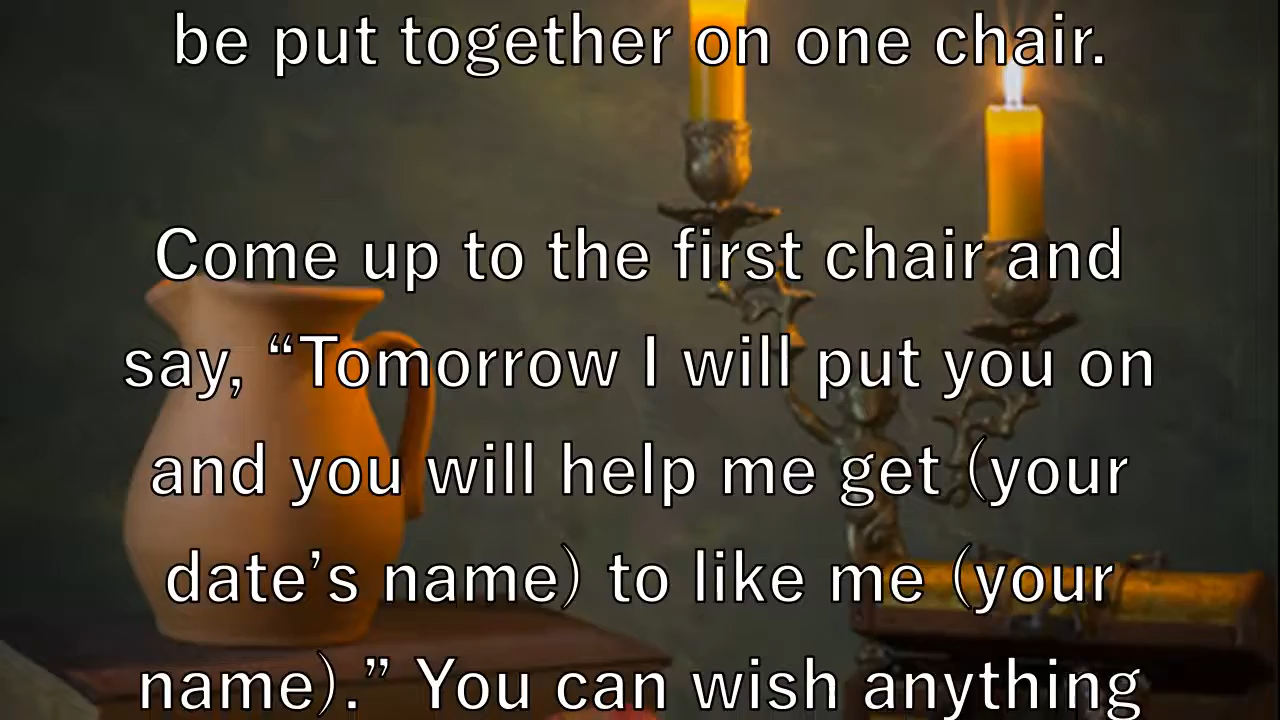 be put together on one chair.
Come up to the first chair and
say, “Tomorrow I will put you on
and you will help me get (your
date’s name) to like me (your
name).” You can wish anything